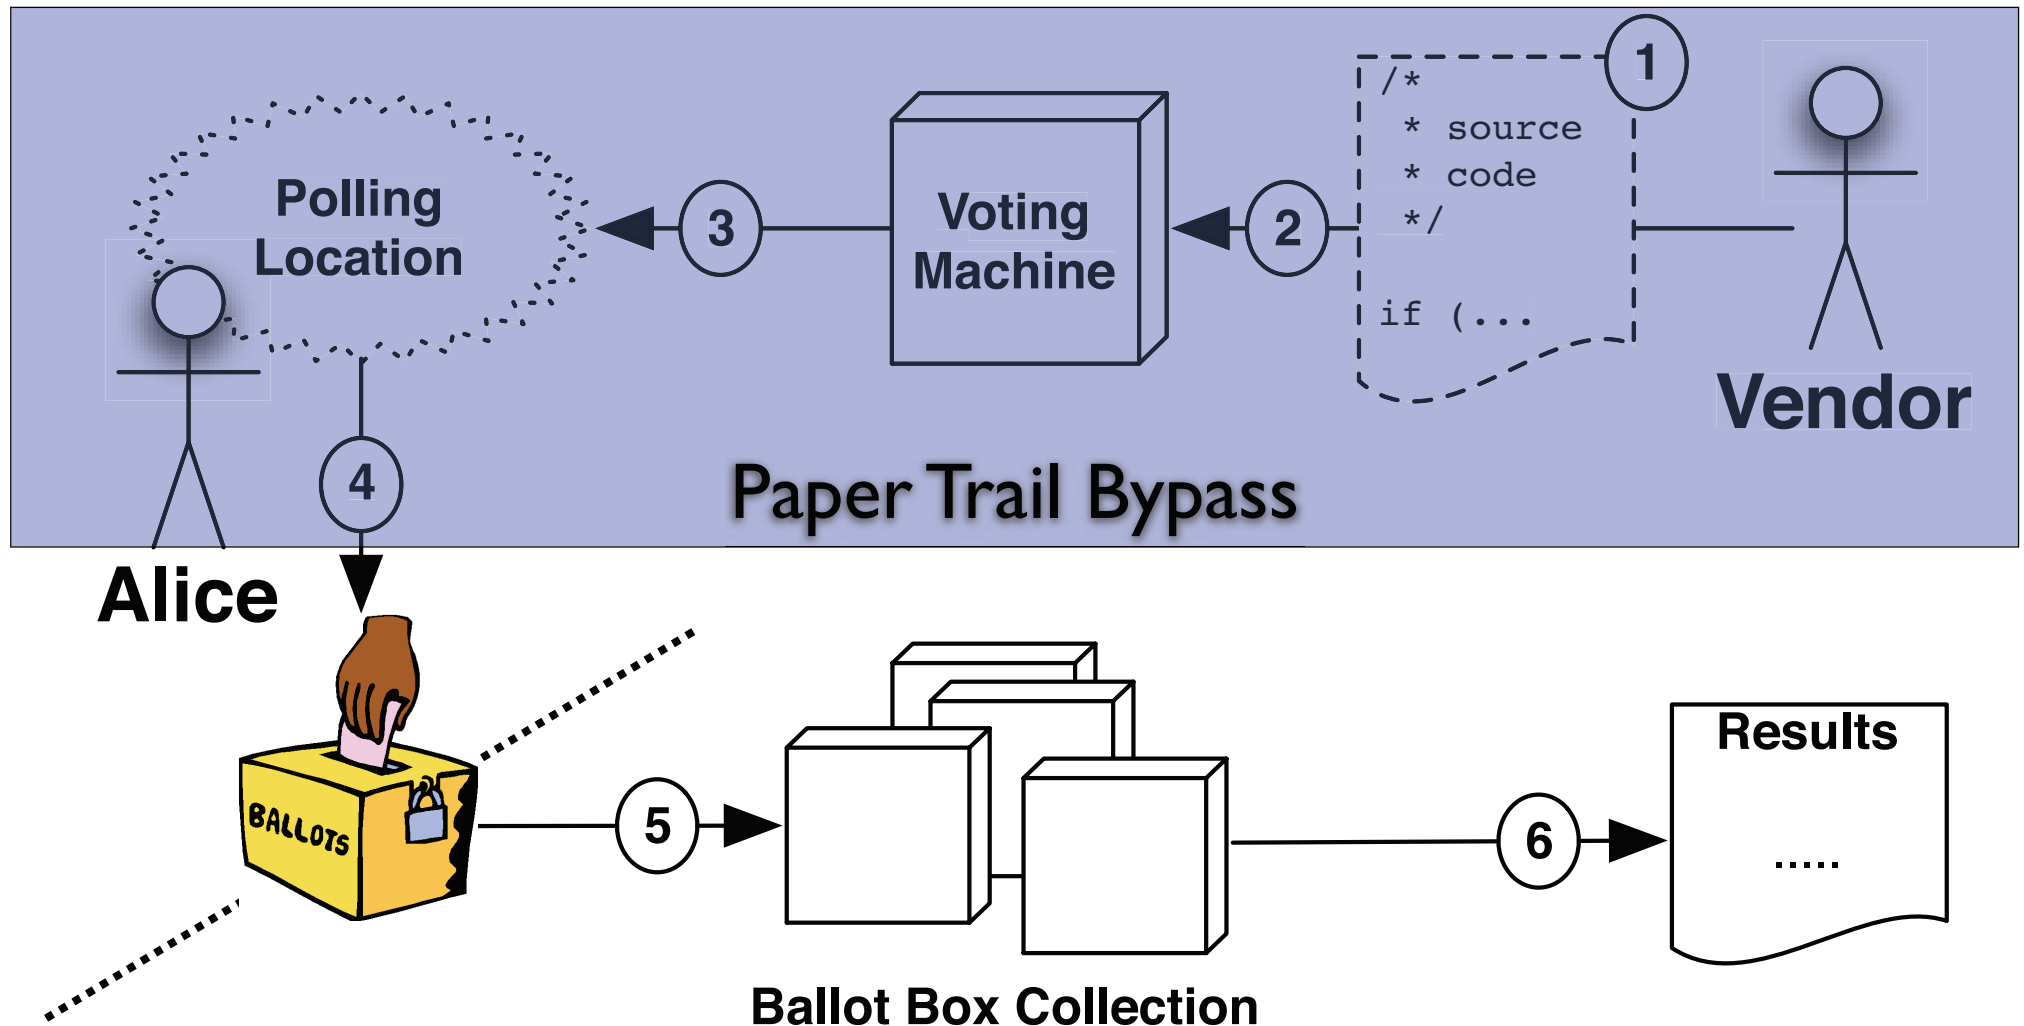 1
/*
* source
* code
*/
if (...
Polling
Location
3
Voting
Machine
2
Vendor
4
Paper Trail Bypass
Alice
BALLOTS
5
6
Results
.....
Ballot Box Collection